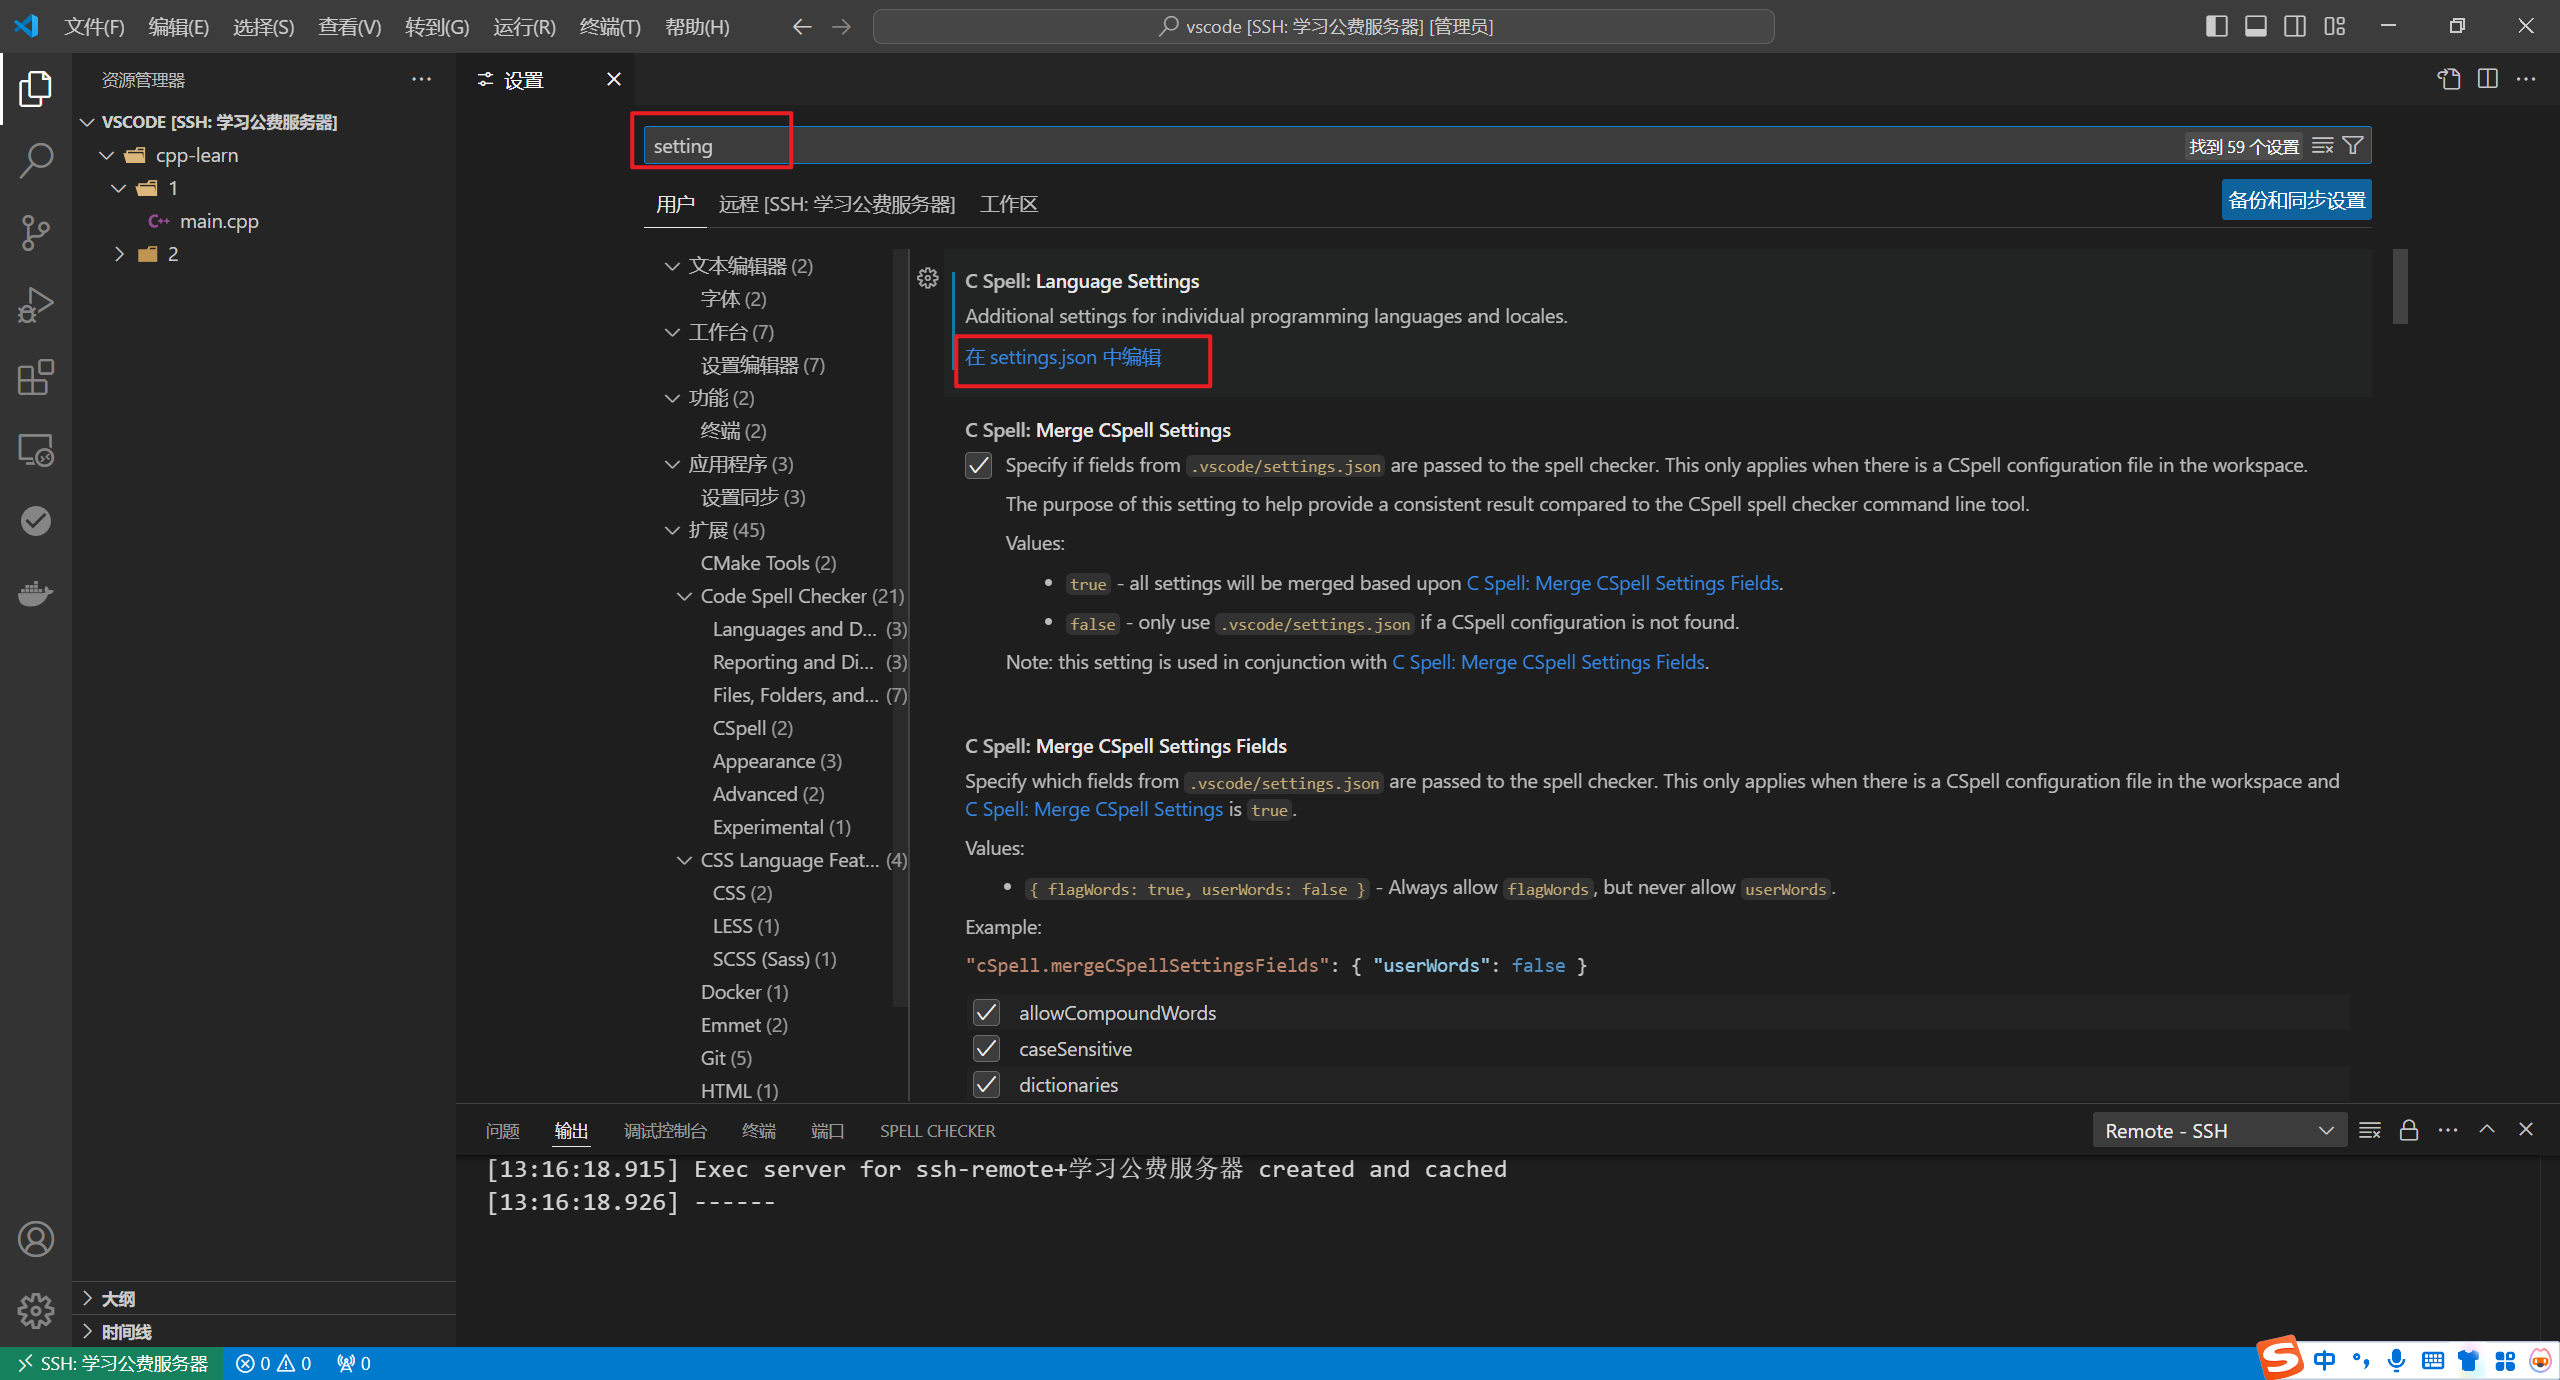 文件(F) 编辑(E) 选择(S) 查看(V) 转到(G) 运行(R) 终端(T) 帮助(H) vscode [SSH: 学习公费服务器] [管理员]
资源管理器
VSCODE [SSH: 学习公费服务器]
cpp-learn
1
main.cpp
2
大纲
时间线
设置
setting
找到 59 个设置
用户 远程 [SSH: 学习公费服务器] 工作区
备份和同步设置
文本编辑器 (2)
字体 (2)
工作台 (7)
设置编辑器 (7)
功能 (2)
终端 (2)
应用程序 (3)
设置同步 (3)
扩展 (45)
CMake Tools (2)
Code Spell Checker (21)
Languages and D... (3)
Reporting and Di... (3)
Files, Folders, and... (7)
CSpell (2)
Appearance (3)
Advanced (2)
Experimental (1)
CSS Language Feat... (4)
CSS (2)
LESS (1)
SCSS (Sass) (1)
Docker (1)
Emmet (2)
Git (5)
HTML (1)
C Spell: Language Settings
Additional settings for individual programming languages and locales.
在 settings.json 中编辑
C Spell: Merge CSpell Settings
Specify if fields from .vscode/settings.json are passed to the spell checker. This only applies when there is a CSpell configuration file in the workspace.
The purpose of this setting to help provide a consistent result compared to the CSpell spell checker command line tool.
Values:
• true - all settings will be merged based upon C Spell: Merge CSpell Settings Fields.
• false - only use .vscode/settings.json if a CSpell configuration is not found.
Note: this setting is used in conjunction with C Spell: Merge CSpell Settings Fields.
C Spell: Merge CSpell Settings Fields
Specify which fields from .vscode/settings.json are passed to the spell checker. This only applies when there is a CSpell configuration file in the workspace and
C Spell: Merge CSpell Settings is true.
Values:
• { flagWords: true, userWords: false } - Always allow flagWords, but never allow userWords.
Example:
"cSpell.mergeCSpellSettingsFields": { "userWords": false }
allowCompoundWords
caseSensitive
dictionaries
问题 输出 调试控制台 终端 端口 SPELL CHECKER
Remote - SSH
[13:16:18.915] Exec server for ssh-remote+学习公费服务器 created and cached
[13:16:18.926] ------
SSH: 学习公费服务器 0 0 0
S 中